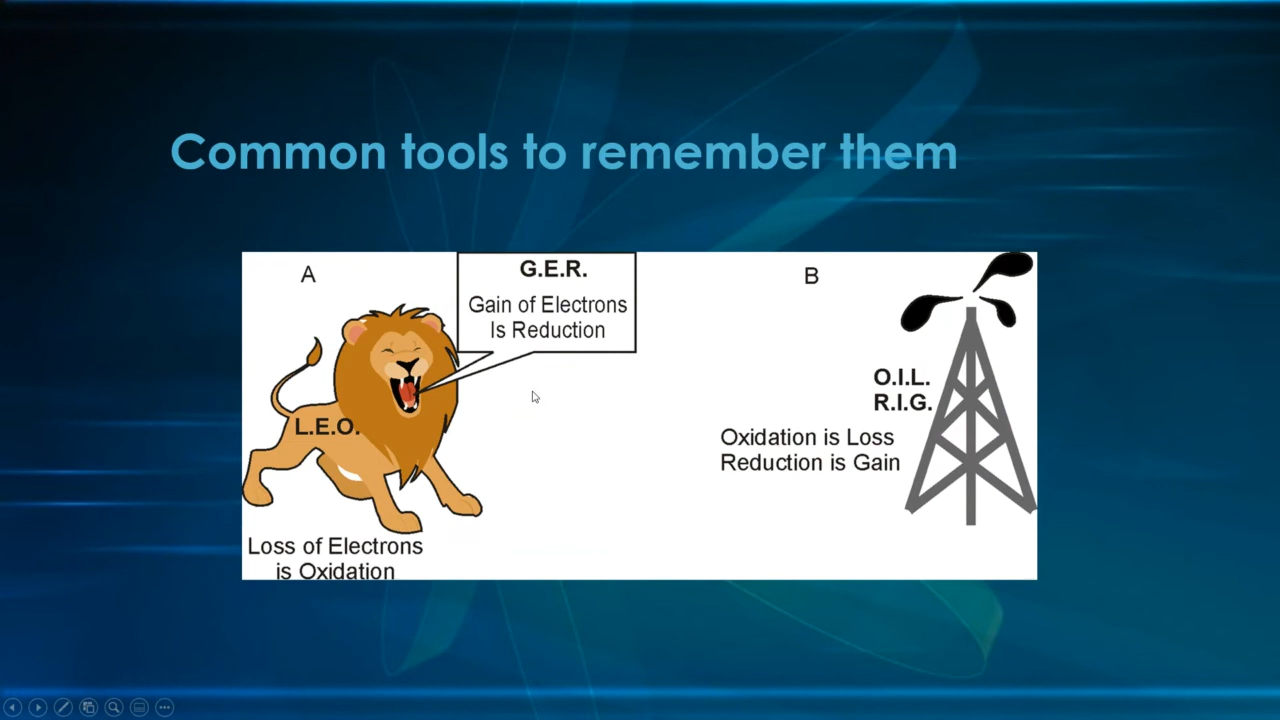 Common tools to remember them
A
G.E.R.
Gain of Electrons
Is Reduction
L.E.O.
Loss of Electrons
is Oxidation
B
O.I.L.
R.I.G.
Oxidation is Loss
Reduction is Gain